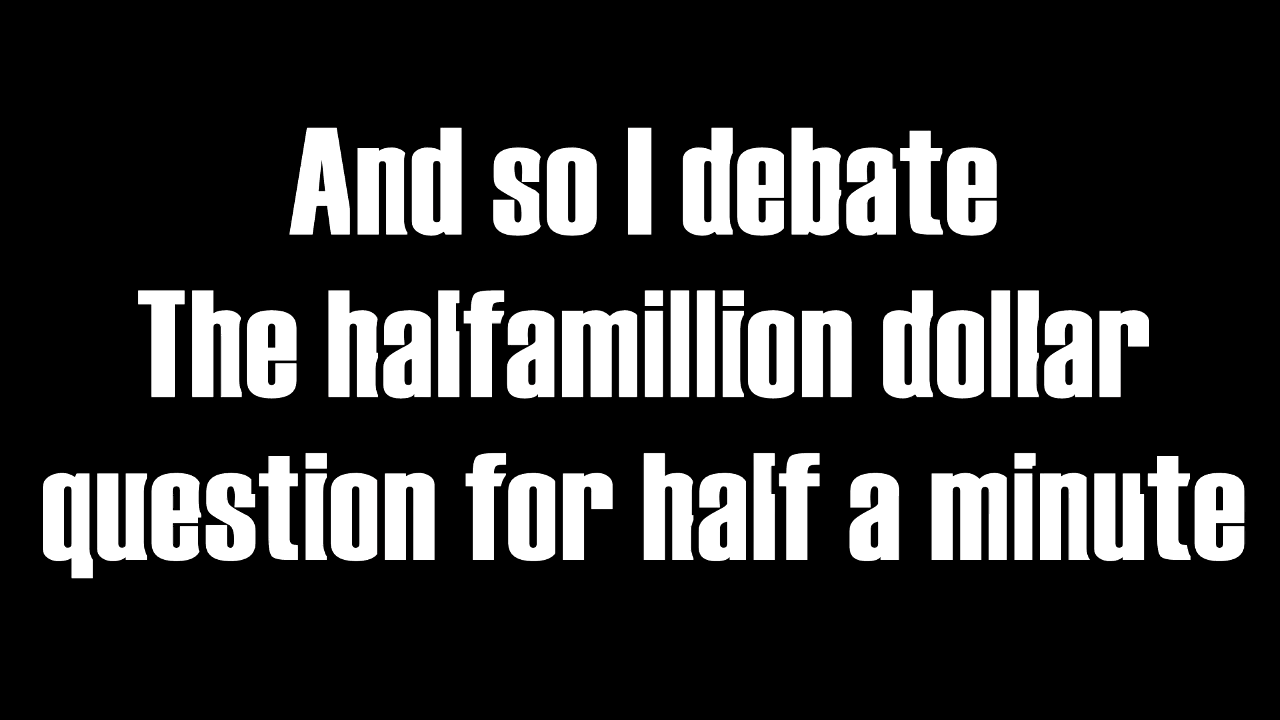 And so I debate
The halfamillion dollar
question for half a minute